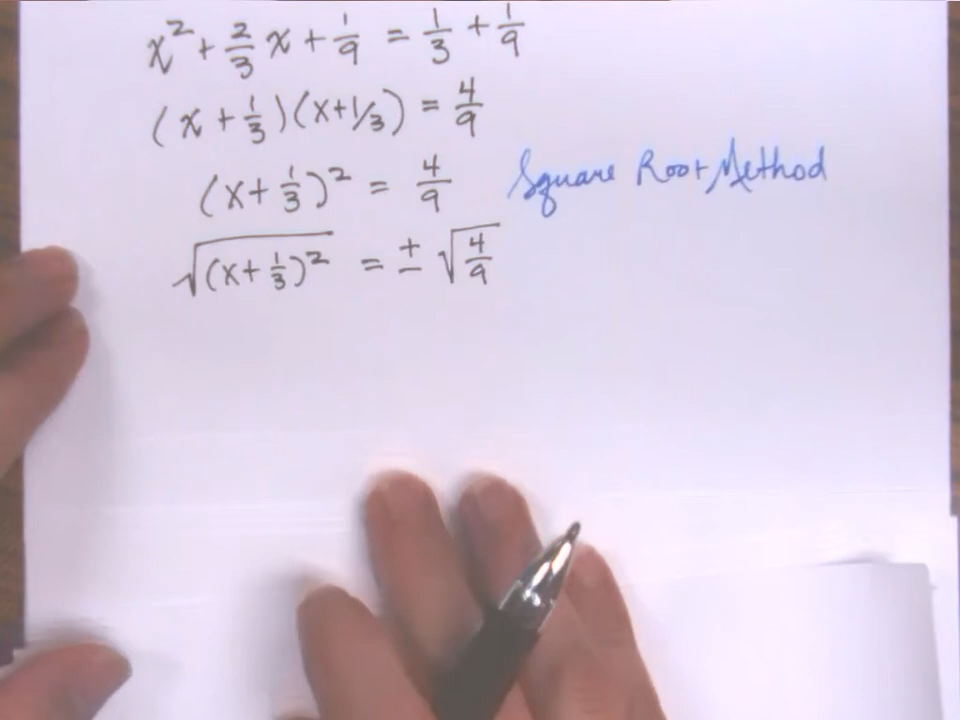 x² + 2/3 x + 1/9 = 1/3 + 1/9
(x + 1/3)(x + 1/3) = 4/9
(x + 1/3)² = 4/9 Square Root Method
√(x + 1/3)² = ± √4/9